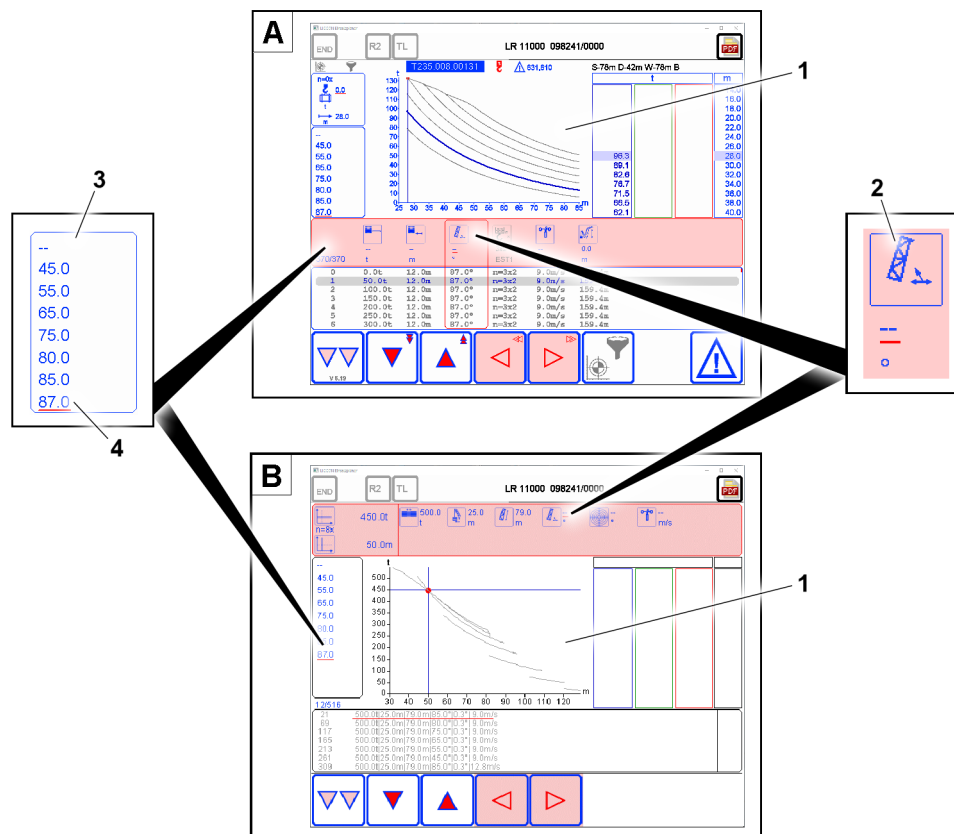 A
LICCON Einsatzplaner
END R2 TL LR 11000 098241/0000 PDF
T235.008.00131 631,610 S-78m D-42m W-78m B
n=0x
0.0
t
28.0
m
--
45.0
55.0
65.0
75.0
80.0
85.0
87.0
t
130
120
110
100
90
80
70
60
50
40
30
20
10
0
25 30 35 40 45 50 55 60 65 70 75 80 85 m
t m
16.0
18.0
20.0
22.0
24.0
96.3 26.0
89.1 30.0
82.6 32.0
76.7 34.0
71.5 36.0
66.5 38.0
62.1 40.0
-- -- -- -- 0.0
370/370 t m ° EST1 m
0 0.0t 12.0m 87.0° n=3x2 9.0m/s
1 50.0t 12.0m 87.0° n=3x2 9.0m/s
2 100.0t 12.0m 87.0° n=3x2 9.0m/s 159.4m
3 150.0t 12.0m 87.0° n=3x2 9.0m/s 159.4m
4 200.0t 12.0m 87.0° n=3x2 9.0m/s 159.4m
5 250.0t 12.0m 87.0° n=3x2 9.0m/s 159.4m
6 300.0t 12.0m 87.0° n=3x2 9.0m/s 159.4m
V 6.19
1
3
--
45.0
55.0
65.0
75.0
80.0
85.0
87.0
4
2
--
°
B
END R2 TL LR 11000 098241/0000 PDF
n=8x 450.0t 500.0 t 25.0 m 79.0 m -- ° -- ° -- m/s
50.0m
--
45.0
55.0
65.0
75.0
80.0
87.0
t
500
450
400
350
300
250
200
150
100
50
0
30 40 50 60 70 80 90 100 110 120 m
1
12/516
21 500.0t|25.0m|79.0m|85.0°|0.3°| 9.0m/s
69 500.0t|25.0m|79.0m|80.0°|0.3°| 9.0m/s
117 500.0t|25.0m|79.0m|75.0°|0.3°| 9.0m/s
165 500.0t|25.0m|79.0m|65.0°|0.3°| 9.0m/s
213 500.0t|25.0m|79.0m|55.0°|0.3°| 9.0m/s
261 500.0t|25.0m|79.0m|45.0°|0.3°| 9.0m/s
309 500.0t|25.0m|79.0m|85.0°|0.3°|12.8m/s